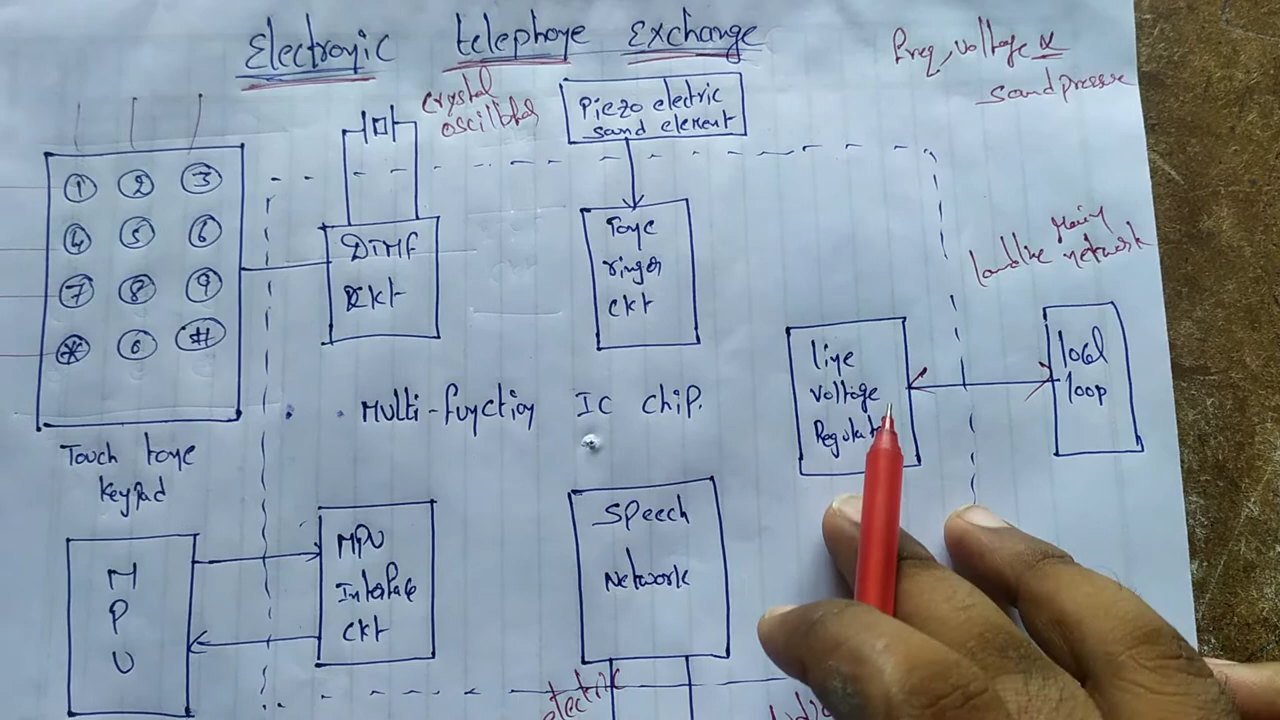 Electronic telephone Exchange
Freq, voltage ∝
sound pressure
crystal
oscillator
Piezo electric
sound element
1 2 3
4 5 6
7 8 9
* 0 #
DTMF
CKT
Tone
ringer
CKT
Main
landline network
line
voltage
Regulat
local
loop
Multi-function IC chip.
Touch tone
keypad
M
P
U
MPU
Interface
CKT
Speech
Network
electric